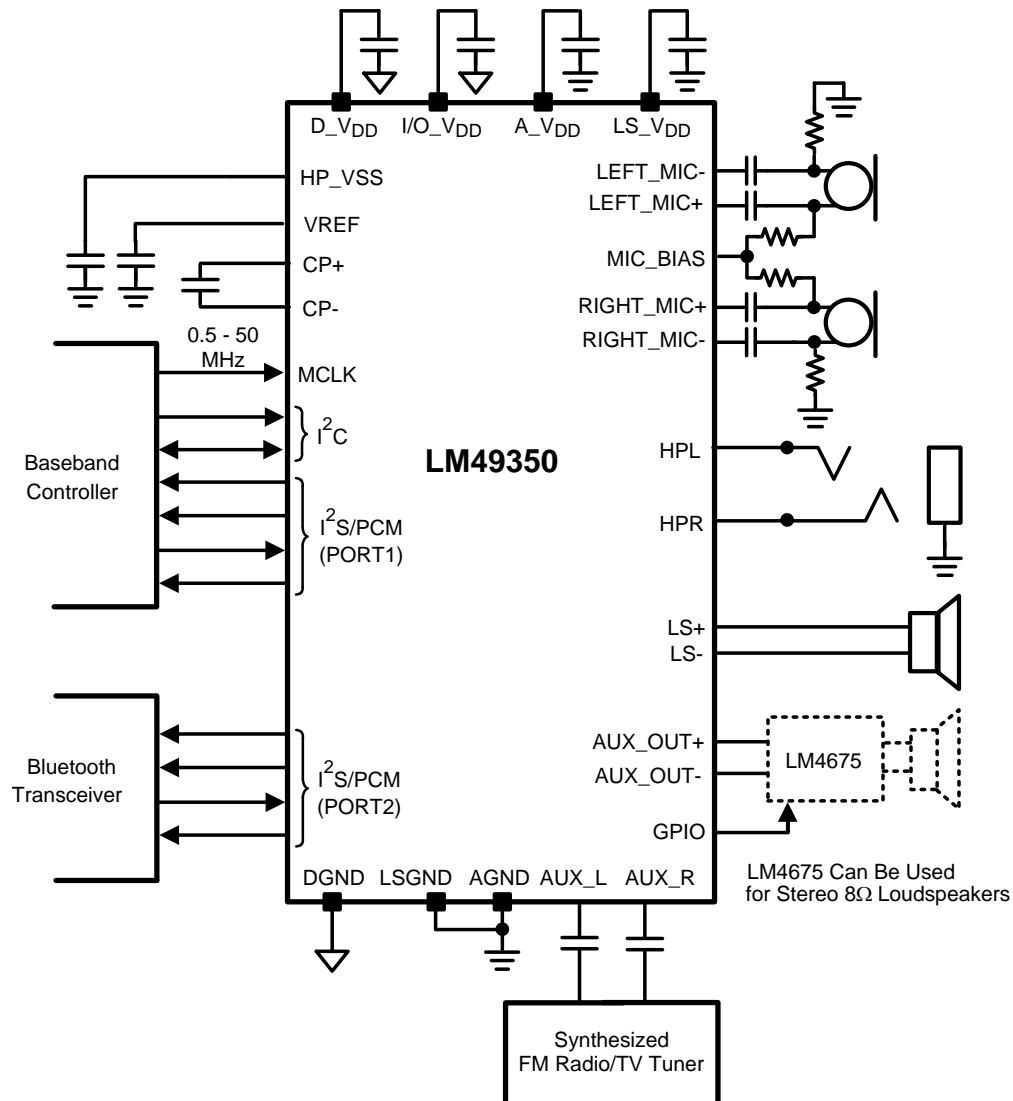 D_VDD
I/O_VDD
A_VDD
LS_VDD
HP_VSS
VREF
CP+
CP-
0.5 - 50
MHz
MCLK
I2C
Baseband
Controller
I2S/PCM
(PORT1)
LM49350
LEFT_MIC-
LEFT_MIC+
MIC_BIAS
RIGHT_MIC+
RIGHT_MIC-
HPL
HPR
LS+
LS-
Bluetooth
Transceiver
I2S/PCM
(PORT2)
AUX_OUT+
AUX_OUT-
LM4675
GPIO
LM4675 Can Be Used
for Stereo 8Ω Loudspeakers
DGND
LSGND
AGND
AUX_L
AUX_R
Synthesized
FM Radio/TV Tuner